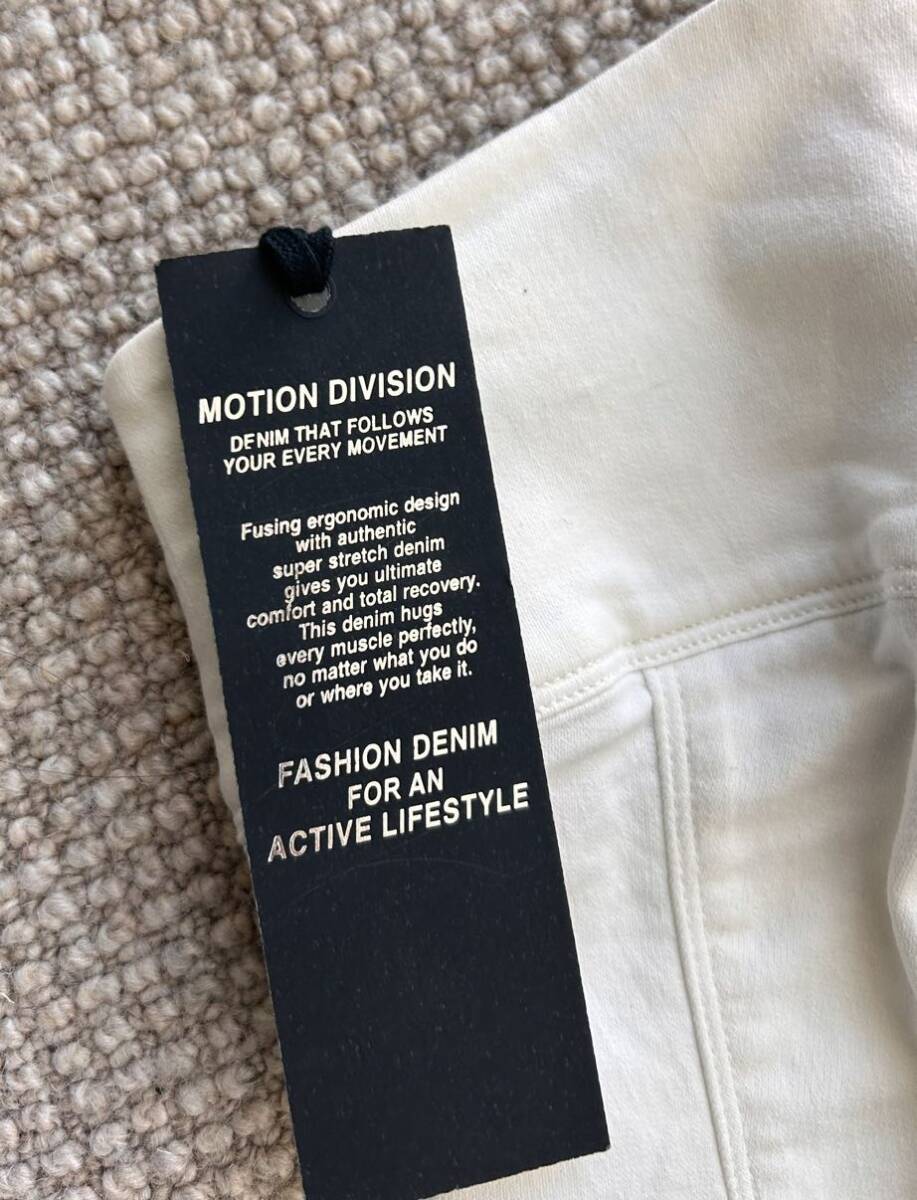 MOTION DIVISION
DENIM THAT FOLLOWS
YOUR EVERY MOVEMENT
Fusing ergonomic design
with authentic
super stretch denim
gives you ultimate
comfort and total recovery.
This denim hugs
every muscle perfectly,
no matter what you do
or where you take it.
FASHION DENIM
FOR AN
ACTIVE LIFESTYLE